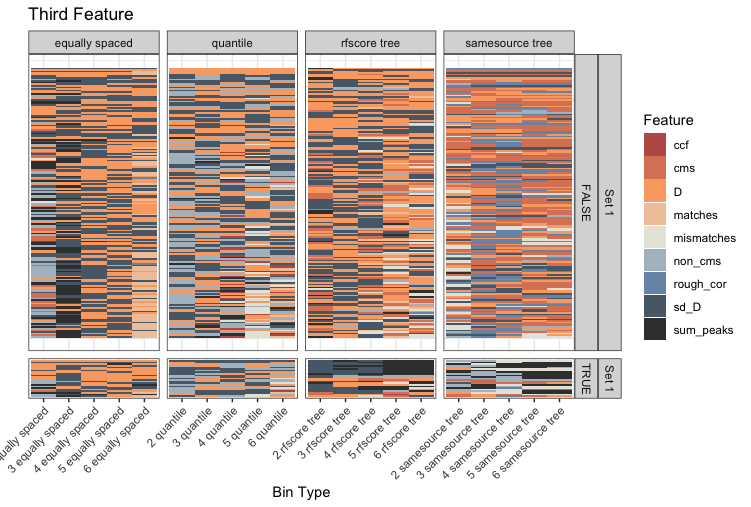 Third Feature
equally spaced
quantile
rfscore tree
samesource tree
FALSE
Set 1
TRUE
Set 1
Feature
ccf
cms
D
matches
mismatches
non_cms
rough_cor
sd_D
sum_peaks
equally spaced
3 equally spaced
4 equally spaced
5 equally spaced
6 equally spaced
2 quantile
3 quantile
4 quantile
5 quantile
6 quantile
2 rfscore tree
3 rfscore tree
4 rfscore tree
5 rfscore tree
6 rfscore tree
2 samesource tree
3 samesource tree
4 samesource tree
5 samesource tree
6 samesource tree
Bin Type